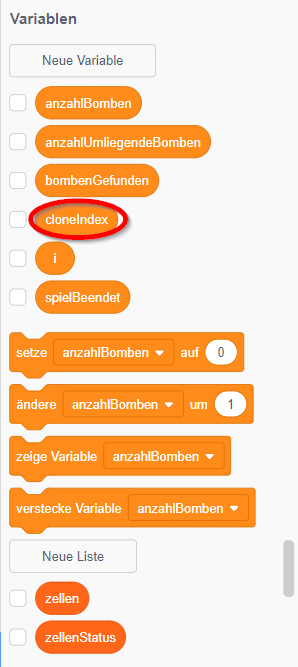 Variablen
Neue Variable
anzahlBomben
anzahlUmliegendeBomben
bombenGefunden
cloneIndex
i
spielBeendet
setze anzahlBomben auf 0
ändere anzahlBomben um 1
zeige Variable anzahlBomben
verstecke Variable anzahlBomben
Neue Liste
zellen
zellenStatus